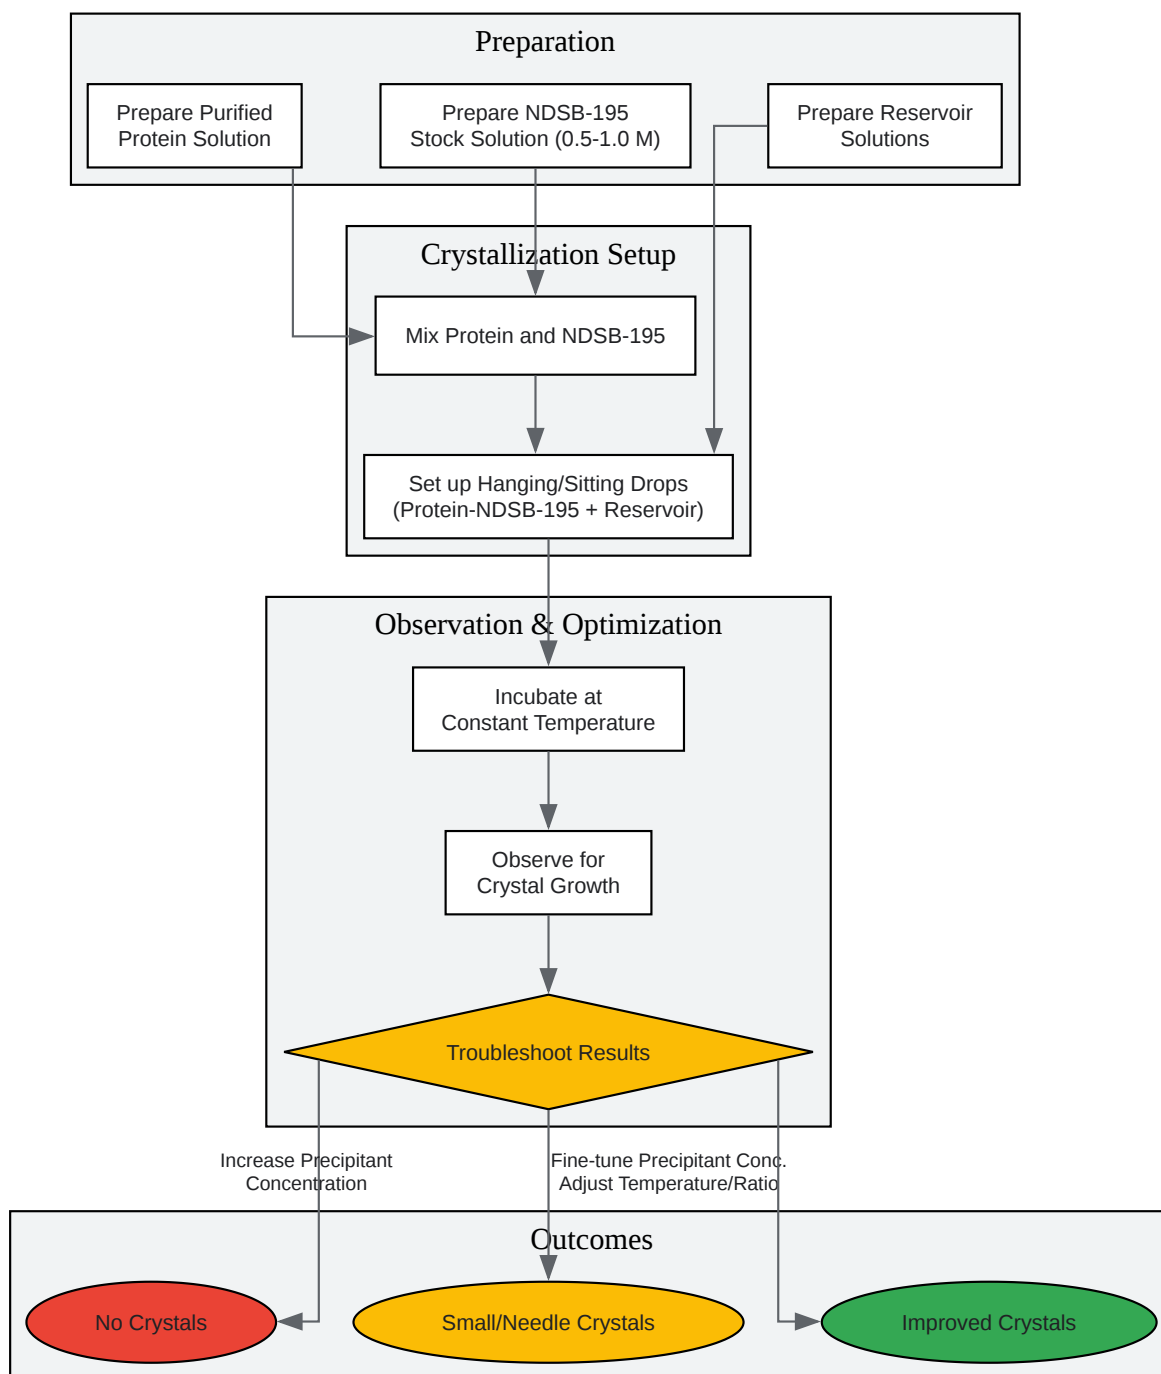 Preparation
Prepare Purified
Protein Solution
Prepare NDSB-195
Stock Solution (0.5-1.0 M)
Prepare Reservoir
Solutions
Crystallization Setup
Mix Protein and NDSB-195
Set up Hanging/Sitting Drops
(Protein-NDSB-195 + Reservoir)
Observation & Optimization
Incubate at
Constant Temperature
Observe for
Crystal Growth
Troubleshoot Results
Increase Precipitant
Concentration
Fine-tune Precipitant Conc.
Adjust Temperature/Ratio
Outcomes
No Crystals
Small/Needle Crystals
Improved Crystals